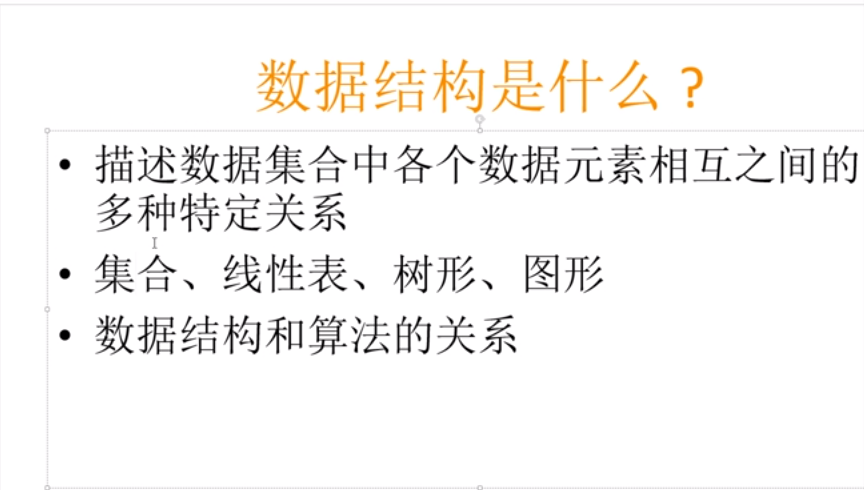 数据结构是什么?
• 描述数据集合中各个数据元素相互之间的
多种特定关系
• 集合、线性表、树形、图形
• 数据结构和算法的关系